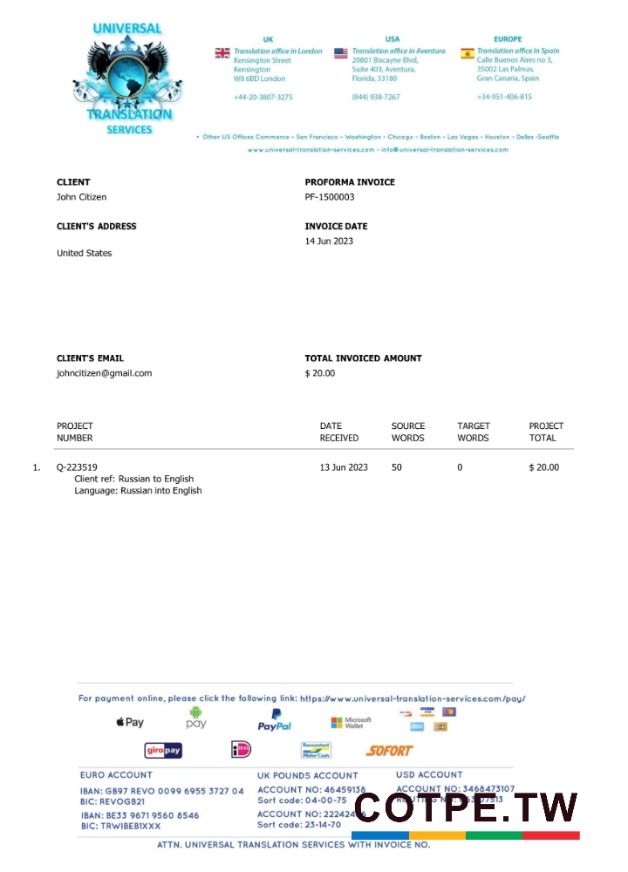 UNIVERSAL
TRANSLATION
SERVICES
UK
Translation office in London
Kensington Street
Kensington
W8 6BD London
+44-20-3807-3275
USA
Translation office in Aventura
20801 Biscayne Blvd,
Suite 403, Aventura,
Florida, 33180
(844) 938-7267
EUROPE
Translation office in Spain
Calle Buenos Aires no 3,
35002 Las Palmas,
Gran Canaria, Spain
+34-951-406-815
• Other US Offices Commerce - San Francisco - Washington - Chicago - Boston - Las Vegas - Houston - Dallas -Seattle
www.universal-translation-services.com - info@universal-translation-services.com
CLIENT
John Citizen
PROFORMA INVOICE
PF-1500003
CLIENT'S ADDRESS
United States
INVOICE DATE
14 Jun 2023
CLIENT'S EMAIL
johncitizen@gmail.com
TOTAL INVOICED AMOUNT
$ 20.00
PROJECT NUMBER DATE RECEIVED SOURCE WORDS TARGET WORDS PROJECT TOTAL
1. Q-223519 13 Jun 2023 50 0 $ 20.00
Client ref: Russian to English
Language: Russian into English
For payment online, please click the following link: https://www.universal-translation-services.com/pay/
Pay
pay
PayPal
Microsoft Wallet
giropay
iD
SOFORT
EURO ACCOUNT
IBAN: GB97 REVO 0099 6955 3727 04
BIC: REVOGB21
IBAN: BE33 9671 9560 8546
BIC: TRWIBEB1XXX
UK POUNDS ACCOUNT
ACCOUNT NO: 46459138
Sort code: 04-00-75
ACCOUNT NO:
Sort code: 23-14-70
USD ACCOUNT
ACCOUNT NO: 3468473107
COTPE.TW
ATTN. UNIVERSAL TRANSLATION SERVICES WITH INVOICE NO.